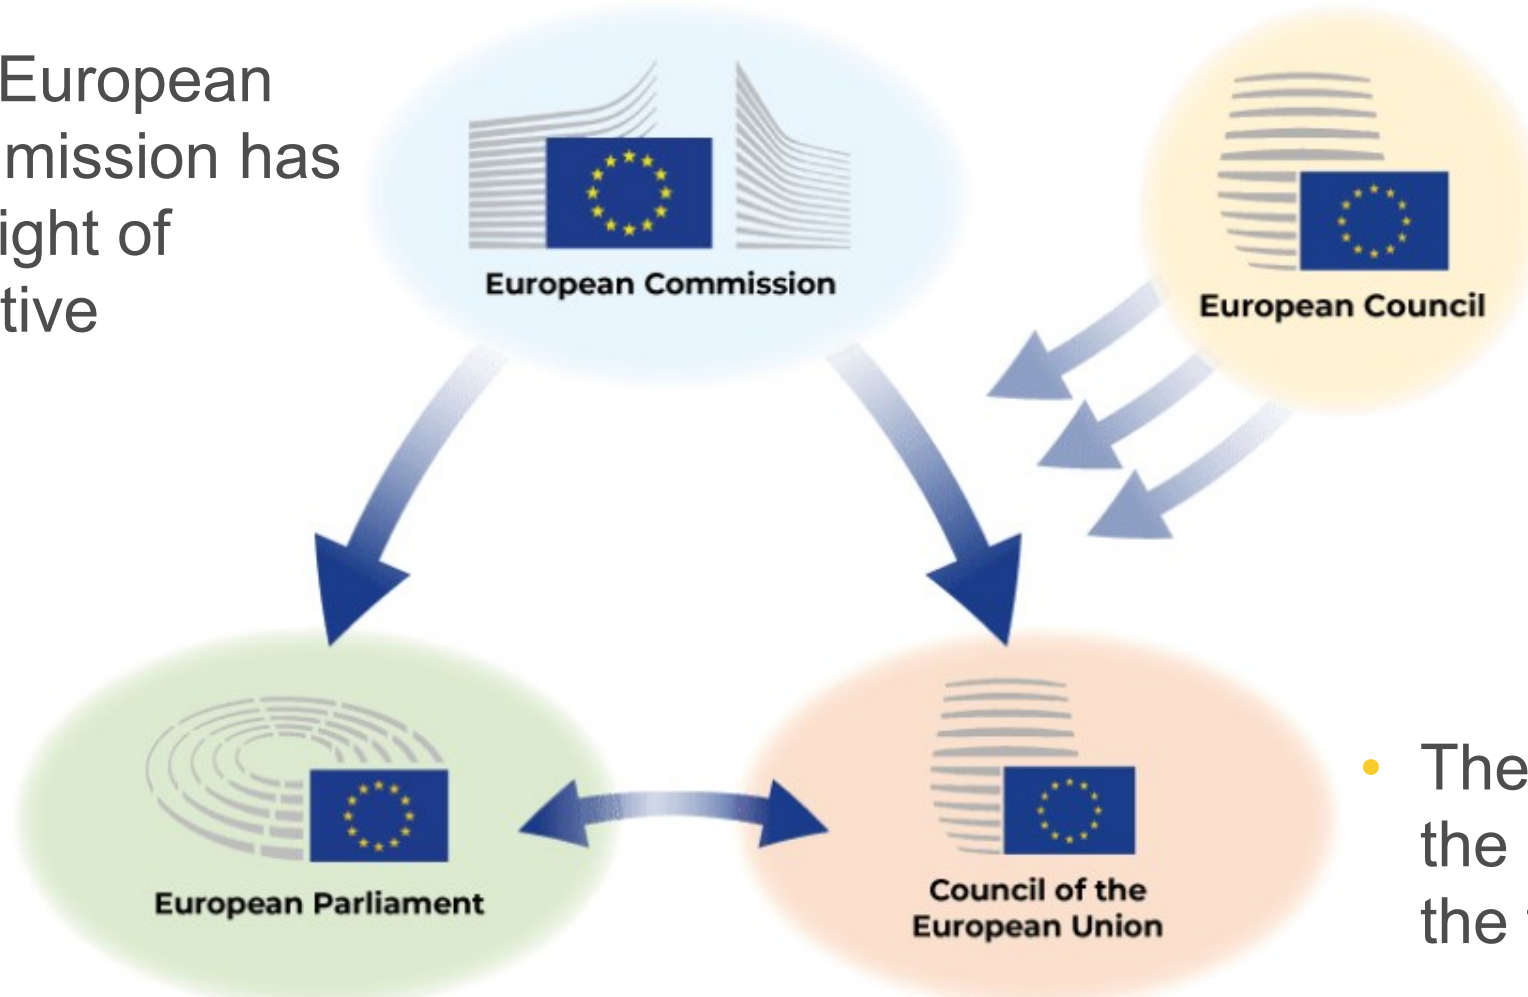 European
mission has
ight of
tive
European Commission
European Council
European Parliament
Council of the
European Union
The
the
the